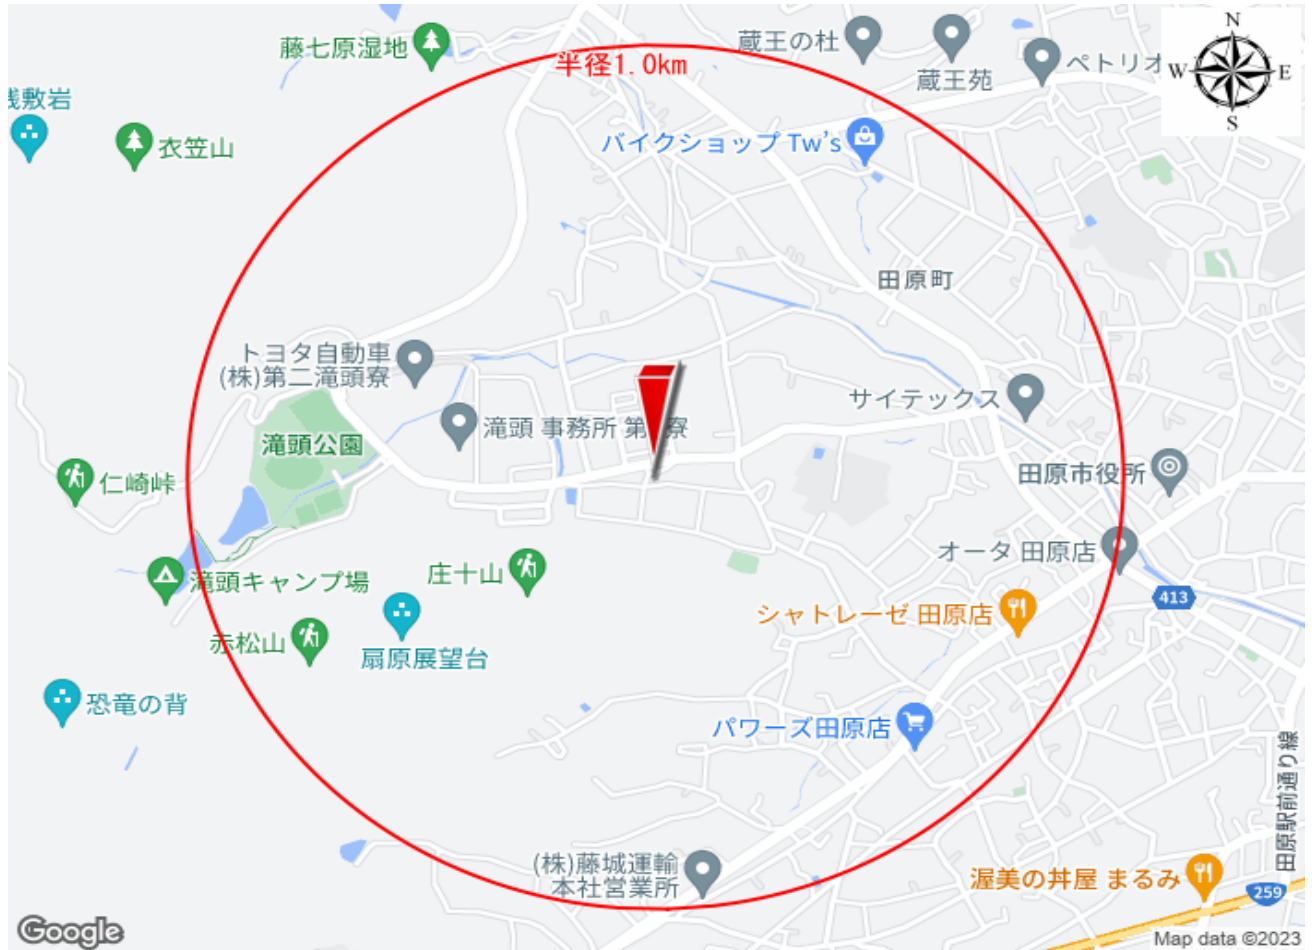 藤七原湿地
半径1.0km
蔵王の杜
蔵王苑
ペトリオ
N
W
E
S
浅敷岩
衣笠山
バイクショップ Tw's
田原町
トヨタ自動車
(株)第二滝頭寮
滝頭 事務所 第
寮
サイテックス
滝頭公園
仁崎峠
田原市役所
オータ 田原店
滝頭キャンプ場
庄十山
413
シャトレーゼ 田原店
赤松山
扇原展望台
恐竜の背
パワーズ田原店
田原駅前通り線
(株)藤城運輸
本社営業所
渥美の丼屋 まるみ
259
Google
Map data ©2023